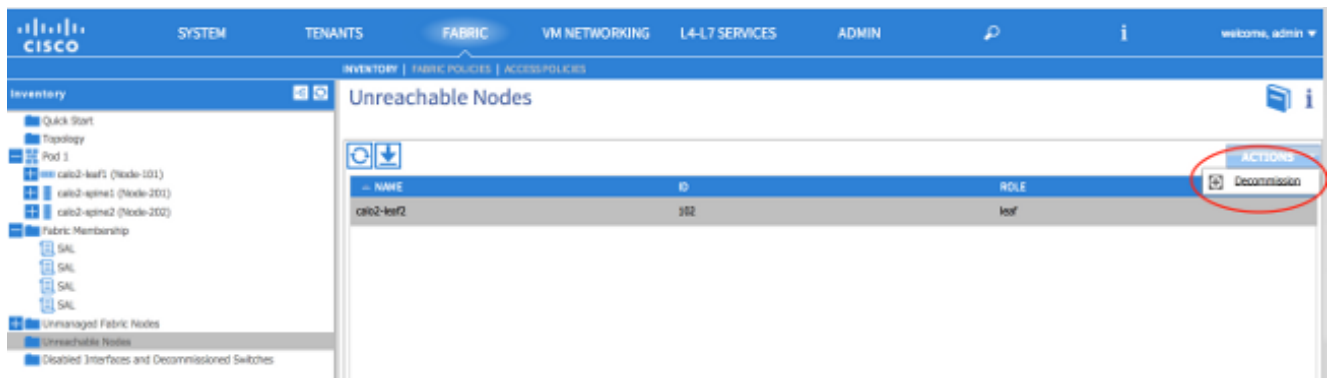 CISCO
SYSTEM TENANTS FABRIC VM NETWORKING L4-L7 SERVICES ADMIN i welcome, admin
INVENTORY | FABRIC POLICIES | ACCESS POLICIES
Inventory
Quick Start
Topology
Pod 1
calo2-leaf1 (Node-101)
calo2-spine1 (Node-201)
calo2-spine2 (Node-202)
Fabric Membership
SAL
SAL
SAL
SAL
Unmanaged Fabric Nodes
Unreachable Nodes
Disabled Interfaces and Decommissioned Switches
Unreachable Nodes
i
ACTIONS
Decommission
NAME ID ROLE
calo2-leaf2 102 leaf